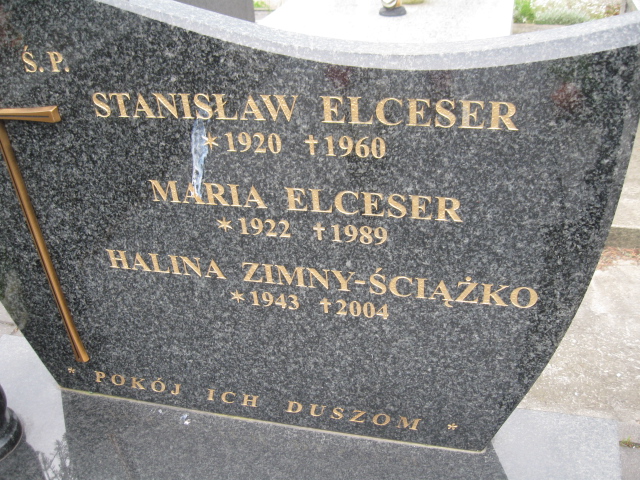 Ś.P.
STANISŁAW ELCESER
*1920 †1960
MARIA ELCESER
*1922 †1989
HALINA ZIMNY-ŚCIĄŻKO
*1943 †2004
* POKÓJ ICH DUSZOM *